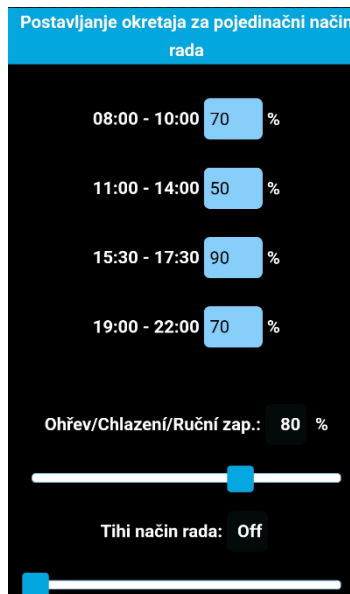 Postavljanje okretaja za pojedinačni način
rada
08:00 - 10:00 70 %
11:00 - 14:00 50 %
15:30 - 17:30 90 %
19:00 - 22:00 70 %
Ohřev/Chlazení/Ruční zap.: 80 %
Tihi način rada: Off